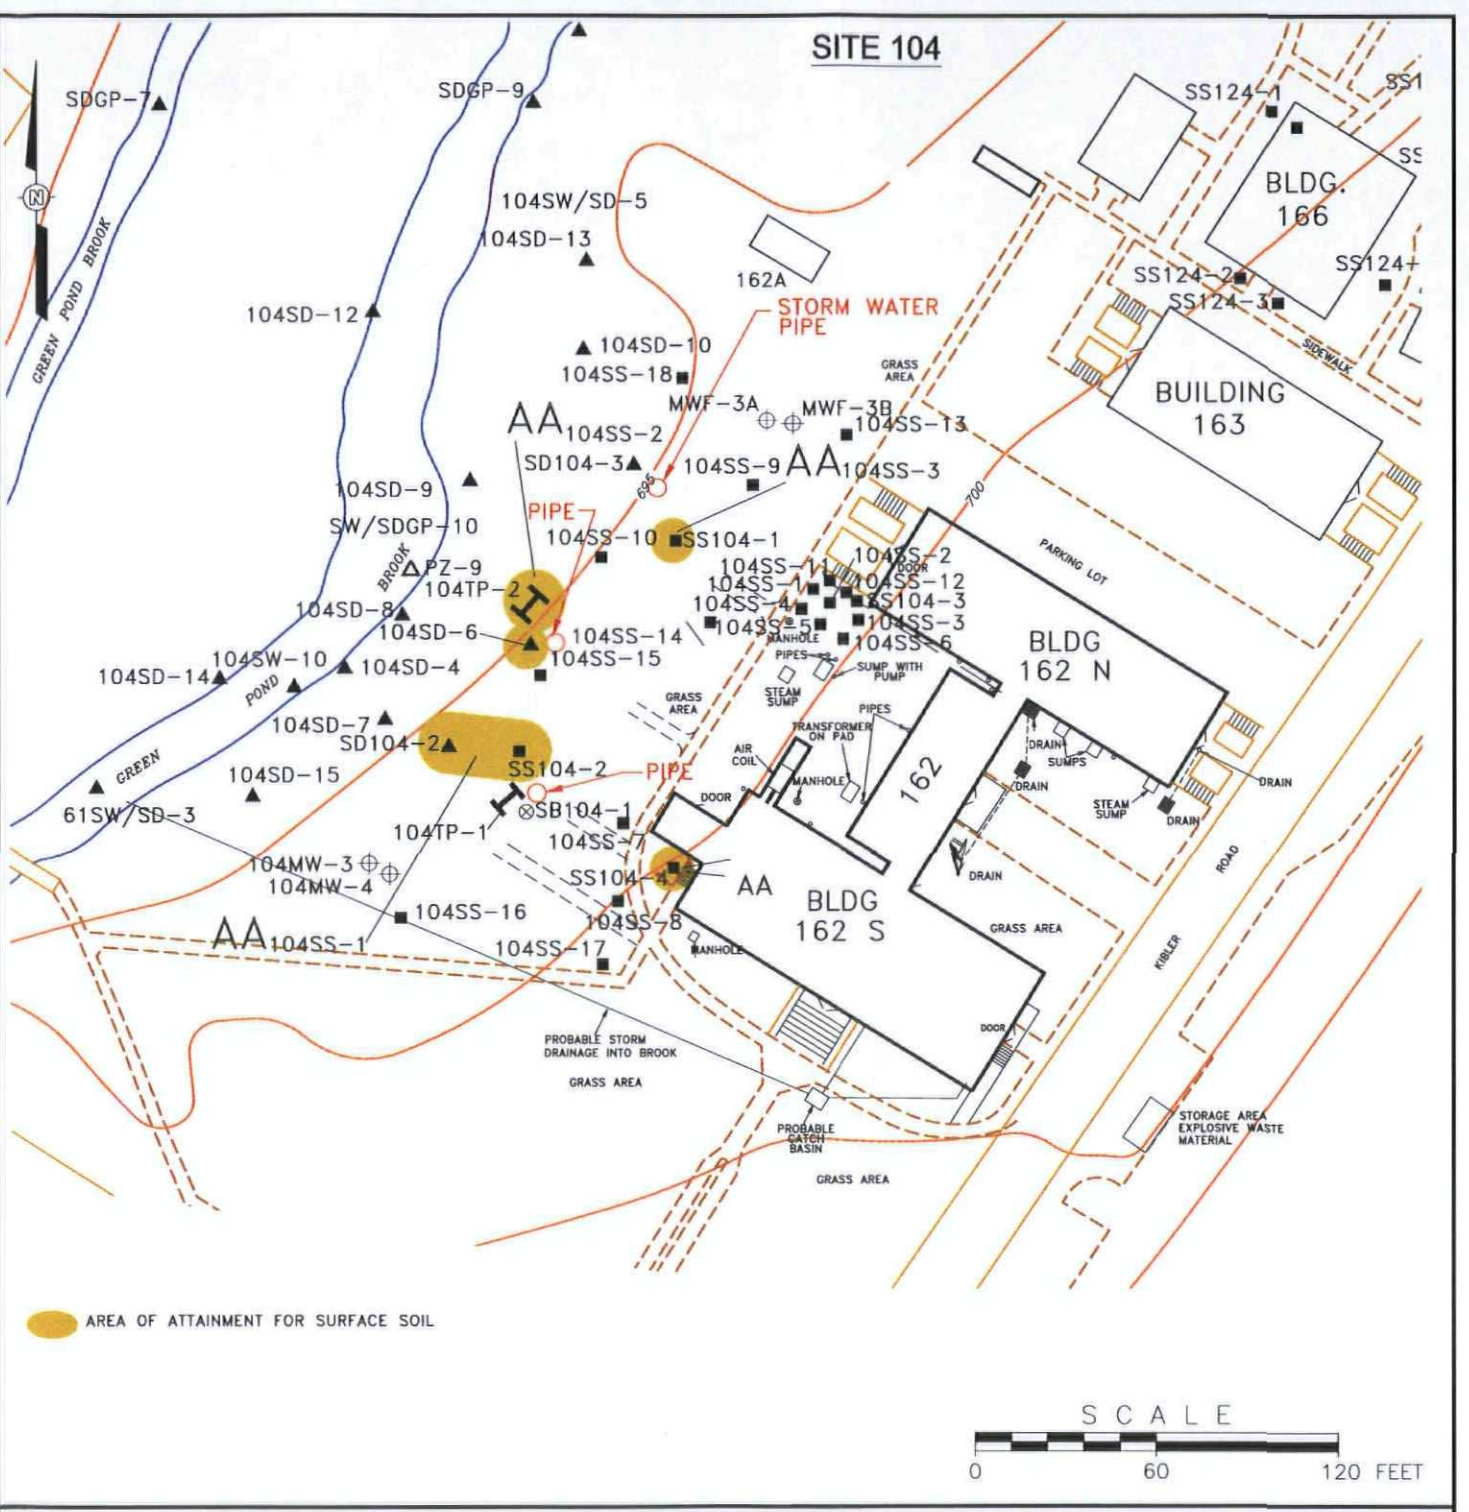 SITE 104
SDGP-7
SDGP-9
SS124-1
SS1
SS
BLDG.
166
104SW/SD-5
104SD-13
162A
SS124-2
SS124-3
SS124-
GREEN POND BROOK
N
104SD-12
STORM WATER
PIPE
SIDEWALK
104SD-10
104SS-18
GRASS
AREA
BUILDING
163
MWF-3A
MWF-3B
104SS-13
AA104SS-2
SD104-3
104SS-9
AA104SS-3
695
700
104SD-9
SW/SDGP-10
PIPE
104SS-10
SS104-1
PARKING LOT
BROOK
PZ-9
104TP-2
104SS-11
104SS-2
DOOR
104SS-1
104SS-12
104SS-4
SS104-3
104SS-5
104SS-3
104SS-6
MANHOLE
PIPES
SUMP WITH
PUMP
STEAM
SUMP
104SD-8
104SD-6
104SS-14
104SS-15
BLDG
162 N
104SW-10
104SD-14
104SD-4
POND
GRASS
AREA
PIPES
TRANSFORMER
ON PAD
104SD-7
SD104-2
AIR
COIL
MANHOLE
162
DRAIN
SUMPS
DRAIN
DRAIN
STEAM
SUMP
DRAIN
GREEN
104SD-15
SS104-2
PIPE
DOOR
61SW/SD-3
SB104-1
104TP-1
104SS-7
104MW-3
104MW-4
SS104-4
AA
BLDG
162 S
DRAIN
ROAD
104SS-16
104SS-8
AA104SS-1
104SS-17
MANHOLE
GRASS AREA
KIBLER
DOOR
PROBABLE STORM
DRAINAGE INTO BROOK
GRASS AREA
PROBABLE
CATCH
BASIN
STORAGE AREA
EXPLOSIVE WASTE
MATERIAL
GRASS AREA
AREA OF ATTAINMENT FOR SURFACE SOIL
SCALE
0 60 120 FEET